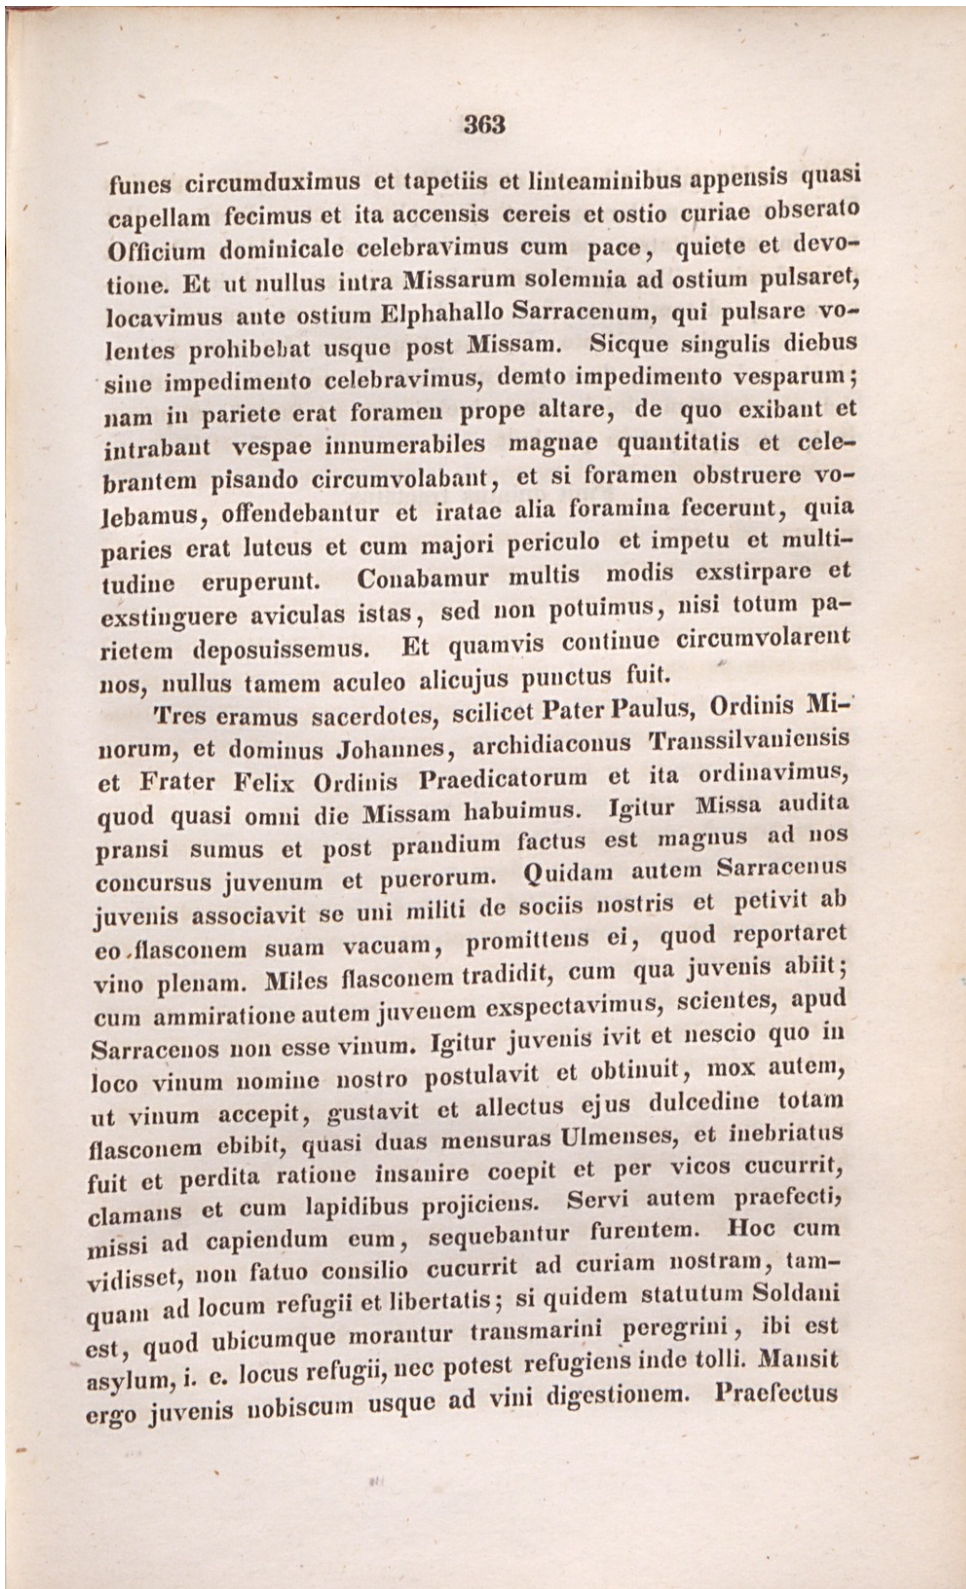 363
funes circumduximus et tapetiis et linteaminibus appensis quasi
capellam fecimus et ita accensis cereis et ostio curiae obserato
Officium dominicale celebravimus cum pace, quiete et devo-
tione. Et ut nullus intra Missarum solemnia ad ostium pulsaret,
locavimus ante ostium Elphahallo Sarracenum, qui pulsare vo-
lentes prohibebat usque post Missam. Sicque singulis diebus
sine impedimento celebravimus, demto impedimento vesparum;
nam in pariete erat foramen prope altare, de quo exibant et
intrabant vespae innumerabiles magnae quantitatis et cele-
brantem pisando circumvolabant, et si foramen obstruere vo-
lebamus, offendebantur et iratae alia foramina fecerunt, quia
paries erat luteus et cum majori periculo et impetu et multi-
tudine eruperunt. Conabamur multis modis exstirpare et
exstinguere aviculas istas, sed non potuimus, nisi totum pa-
rietem deposuissemus. Et quamvis continue circumvolarent
nos, nullus tamem aculeo alicujus punctus fuit.
Tres eramus sacerdotes, scilicet Pater Paulus, Ordinis Mi-
norum, et dominus Johannes, archidiaconus Transsilvaniensis
et Frater Felix Ordinis Praedicatorum et ita ordinavimus,
quod quasi omni die Missam habuimus. Igitur Missa audita
pransi sumus et post prandium factus est magnus ad nos
concursus juvenum et puerorum. Quidam autem Sarracenus
juvenis associavit se uni militi de sociis nostris et petivit ab
eo flasconem suam vacuam, promittens ei, quod reportaret
vino plenam. Miles flasconem tradidit, cum qua juvenis abiit;
cum ammiratione autem juvenem exspectavimus, scientes, apud
Sarracenos non esse vinum. Igitur juvenis ivit et nescio quo in
loco vinum nomine nostro postulavit et obtinuit, mox autem,
ut vinum accepit, gustavit et allectus ejus dulcedine totam
flasconem ebibit, quasi duas mensuras Ulmenses, et inebriatus
fuit et perdita ratione insanire coepit et per vicos cucurrit,
clamans et cum lapidibus projiciens. Servi autem praefecti,
missi ad capiendum eum, sequebantur furentem. Hoc cum
vidisset, non fatuo consilio cucurrit ad curiam nostram, tam-
quam ad locum refugii et libertatis; si quidem statutum Soldani
est, quod ubicumque morantur transmarini peregrini, ibi est
asylum, i. e. locus refugii, nec potest refugiens inde tolli. Mansit
ergo juvenis nobiscum usque ad vini digestionem. Praefectus